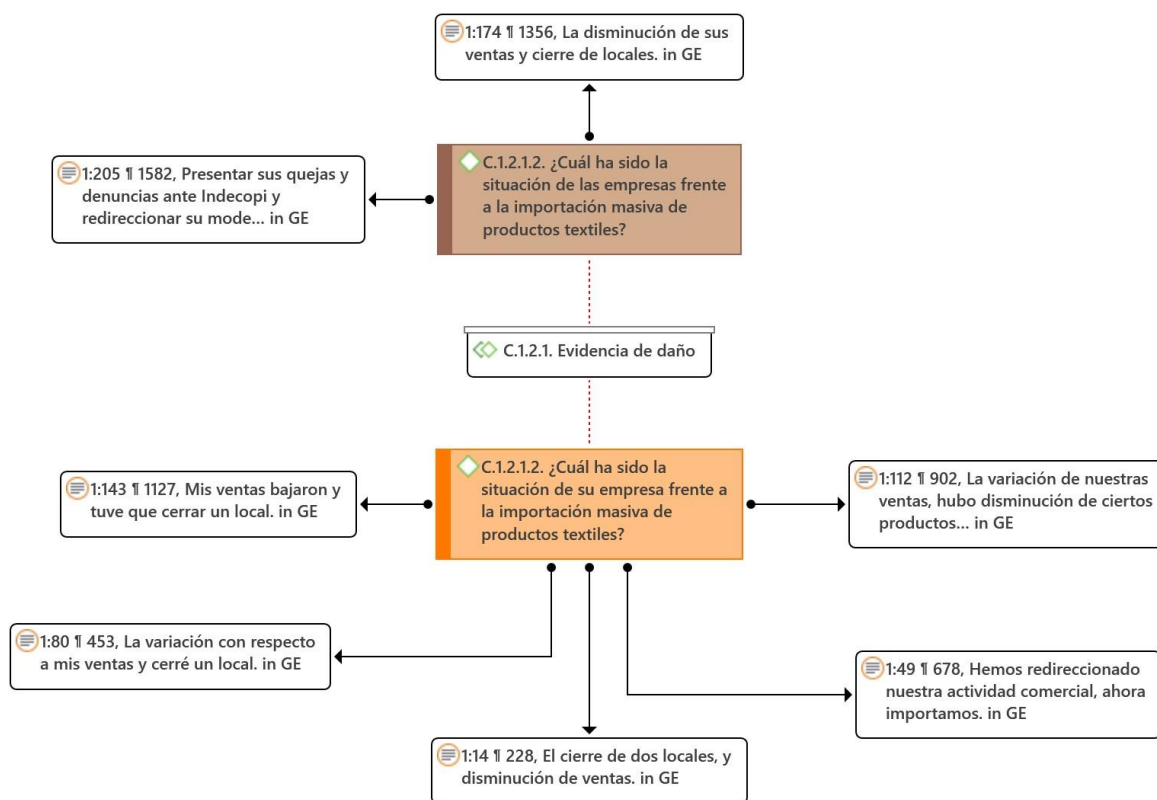 1:174 ¶ 1356, La disminución de sus
ventas y cierre de locales. in GE
C.1.2.1.2. ¿Cuál ha sido la
situación de las empresas frente
a la importación masiva de
productos textiles?
1:205 ¶ 1582, Presentar sus quejas y
denuncias ante Indecopi y
redireccionar su mode... in GE
C.1.2.1. Evidencia de daño
C.1.2.1.2. ¿Cuál ha sido la
situación de su empresa frente a
la importación masiva de
productos textiles?
1:143 ¶ 1127, Mis ventas bajaron y
tuve que cerrar un local. in GE
1:112 ¶ 902, La variación de nuestras
ventas, hubo disminución de ciertos
productos... in GE
1:80 ¶ 453, La variación con respecto
a mis ventas y cerré un local. in GE
1:49 ¶ 678, Hemos redireccionado
nuestra actividad comercial, ahora
importamos. in GE
1:14 ¶ 228, El cierre de dos locales, y
disminución de ventas. in GE